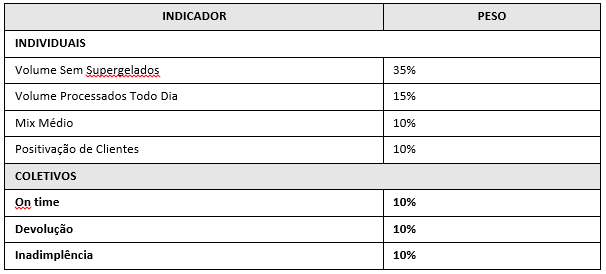 INDICADOR PESO
INDIVIDUAIS
Volume Sem Supergelados 35%
Volume Processados Todo Dia 15%
Mix Médio 10%
Positivação de Clientes 10%
COLETIVOS
On time 10%
Devolução 10%
Inadimplência 10%